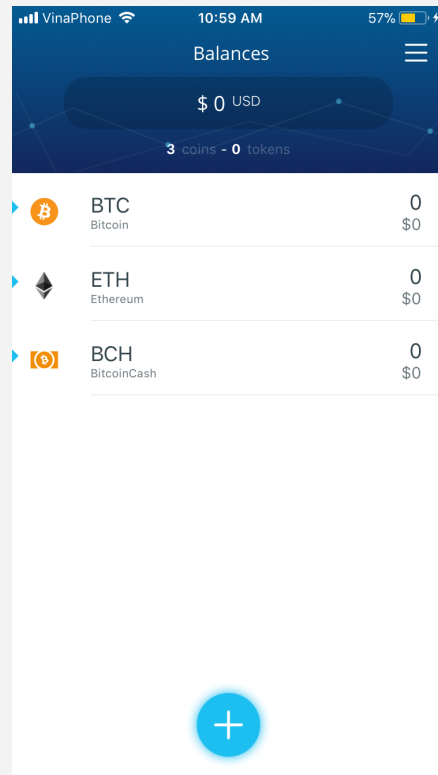 VinaPhone 10:59 AM 57%
Balances
$ 0 USD
3 coins - 0 tokens
BTC 0
Bitcoin $0
ETH 0
Ethereum $0
BCH 0
BitcoinCash $0